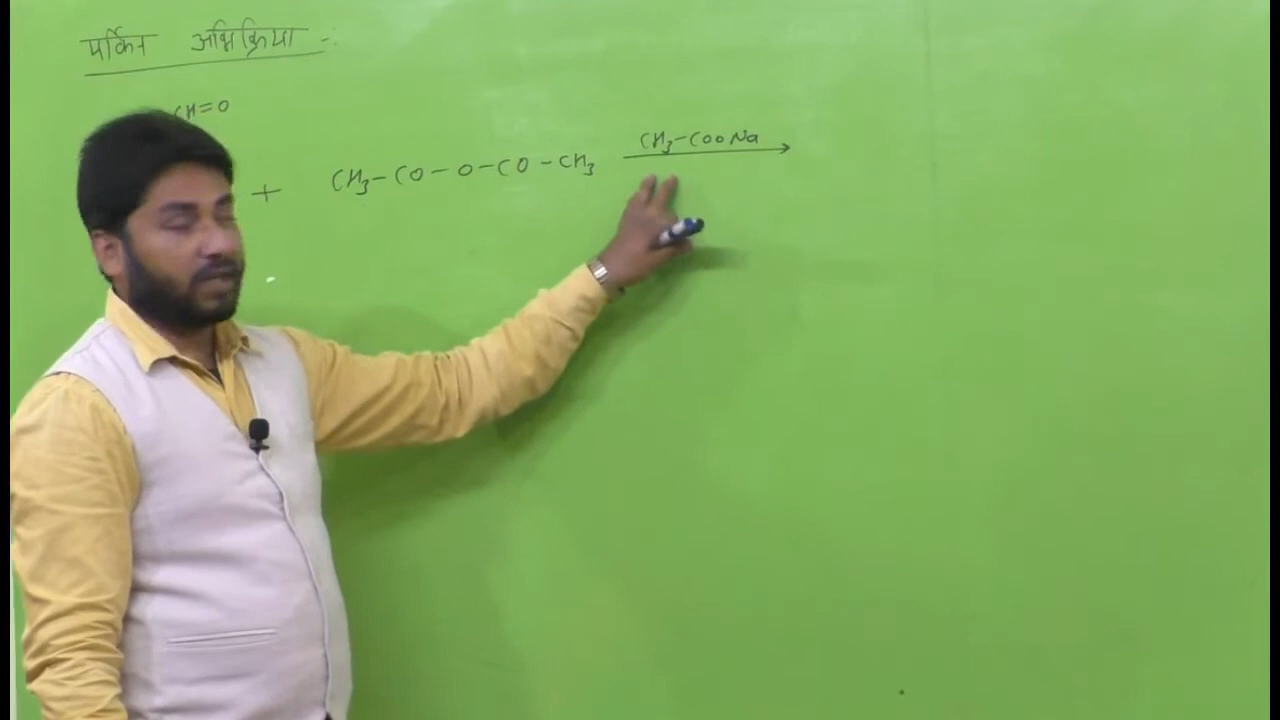 पर्किन अभिक्रिया :-
CH=O
+ CH₃-CO-O-CO-CH₃ CH₃-COONa →